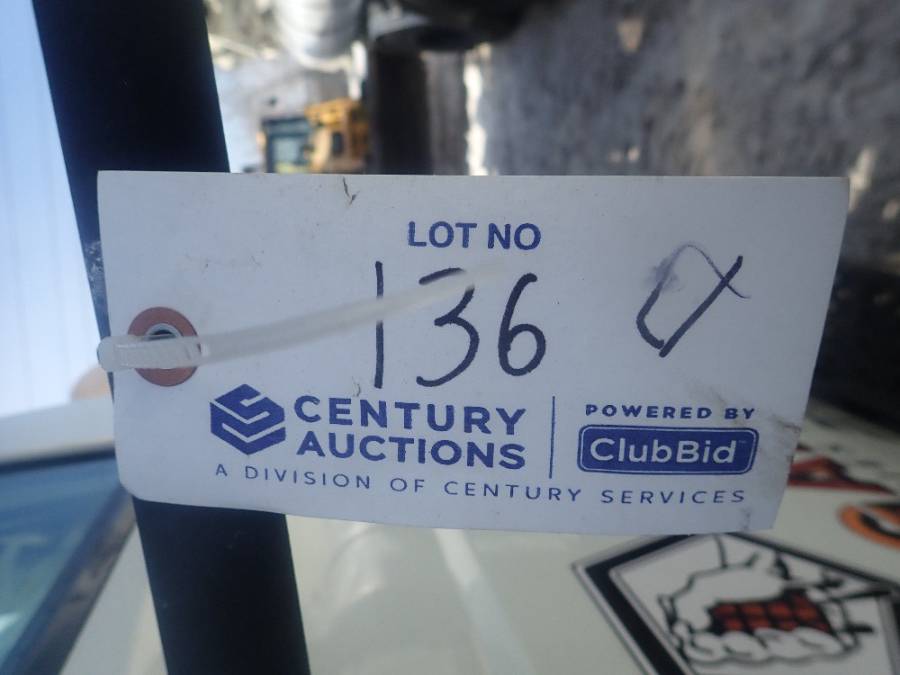 LOT NO
136
CENTURY
AUCTIONS
A DIVISION OF CENTURY SERVICES
POWERED BY
ClubBid